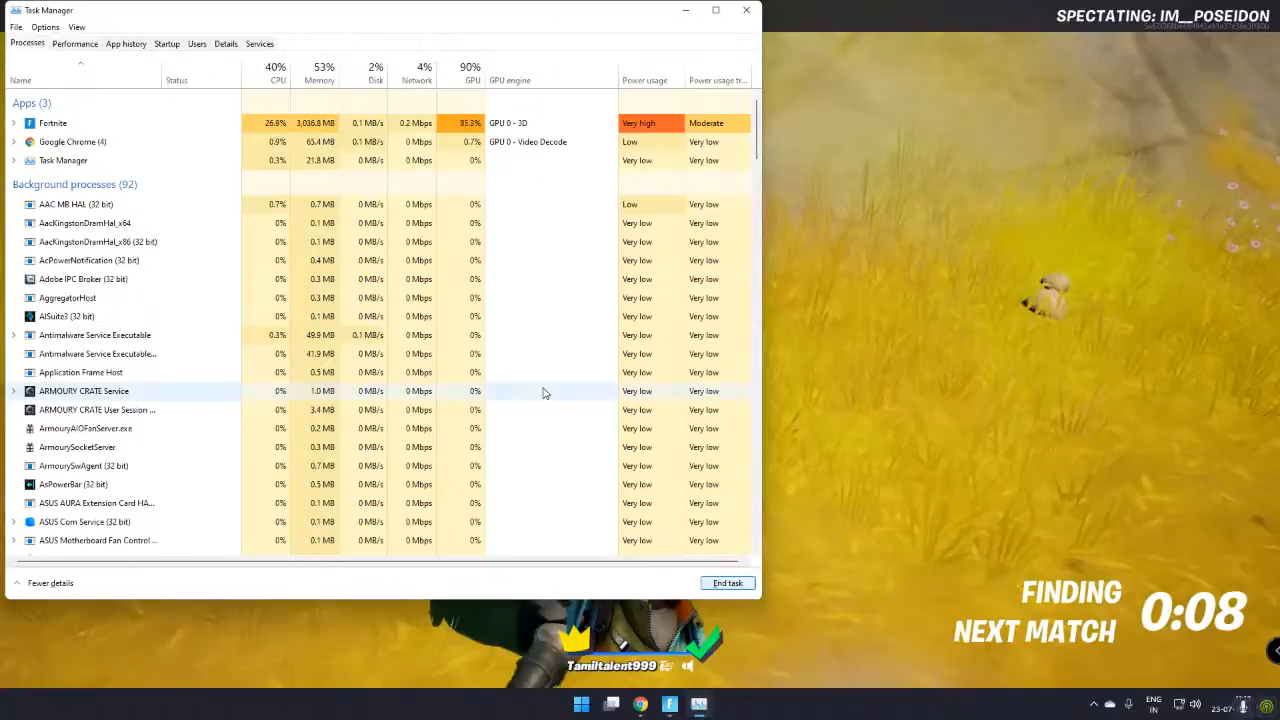 Task Manager
SPECTATING: IM__POSEIDON
File Options View
Processes Performance App history Startup Users Details Services
40% 53% 2% 4% 90%
Name Status CPU Memory Disk Network GPU GPU engine Power usage Power usage tr...
Apps (3)
Fortnite 26.8% 3,036.8 MB 0.1 MB/s 0.2 Mbps 85.3% GPU 0 - 3D Very high Moderate
Google Chrome (4) 0.9% 65.4 MB 0.1 MB/s 0 Mbps 0.7% GPU 0 - Video Decode Low Very low
Task Manager 0.3% 21.8 MB 0 MB/s 0 Mbps 0% Very low Very low
Background processes (92)
AAC MB HAL (32 bit) 0.7% 0.7 MB 0 MB/s 0 Mbps 0% Low Very low
AacKingstonDramHal_x64 0% 0.1 MB 0 MB/s 0 Mbps 0% Very low Very low
AacKingstonDramHal_x86 (32 bit) 0% 0.1 MB 0 MB/s 0 Mbps 0% Very low Very low
AcPowerNotification (32 bit) 0% 0.4 MB 0 MB/s 0 Mbps 0% Very low Very low
Adobe IPC Broker (32 bit) 0% 0.3 MB 0 MB/s 0 Mbps 0% Very low Very low
AggregatorHost 0% 0.3 MB 0 MB/s 0 Mbps 0% Very low Very low
AISuite3 (32 bit) 0% 0.1 MB 0 MB/s 0 Mbps 0% Very low Very low
Antimalware Service Executable 0.3% 49.9 MB 0.1 MB/s 0 Mbps 0% Very low Very low
Antimalware Service Executable... 0% 41.9 MB 0 MB/s 0 Mbps 0% Very low Very low
Application Frame Host 0% 0.5 MB 0 MB/s 0 Mbps 0% Very low Very low
ARMOURY CRATE Service 0% 1.0 MB 0 MB/s 0 Mbps 0% Very low Very low
ARMOURY CRATE User Session ... 0% 3.4 MB 0 MB/s 0 Mbps 0% Very low Very low
ArmouryAIOFanServer.exe 0% 0.2 MB 0 MB/s 0 Mbps 0% Very low Very low
ArmourySocketServer 0% 0.3 MB 0 MB/s 0 Mbps 0% Very low Very low
ArmourySwAgent (32 bit) 0% 0.7 MB 0 MB/s 0 Mbps 0% Very low Very low
AsPowerBar (32 bit) 0% 0.5 MB 0 MB/s 0 Mbps 0% Very low Very low
ASUS AURA Extension Card HA... 0% 0.1 MB 0 MB/s 0 Mbps 0% Very low Very low
ASUS Com Service (32 bit) 0% 0.1 MB 0 MB/s 0 Mbps 0% Very low Very low
ASUS Motherboard Fan Control ... 0% 0.1 MB 0 MB/s 0 Mbps 0% Very low Very low
Fewer details End task
FINDING
NEXT MATCH 0:08
Tamiltalent999
ENG
IN
23-07-